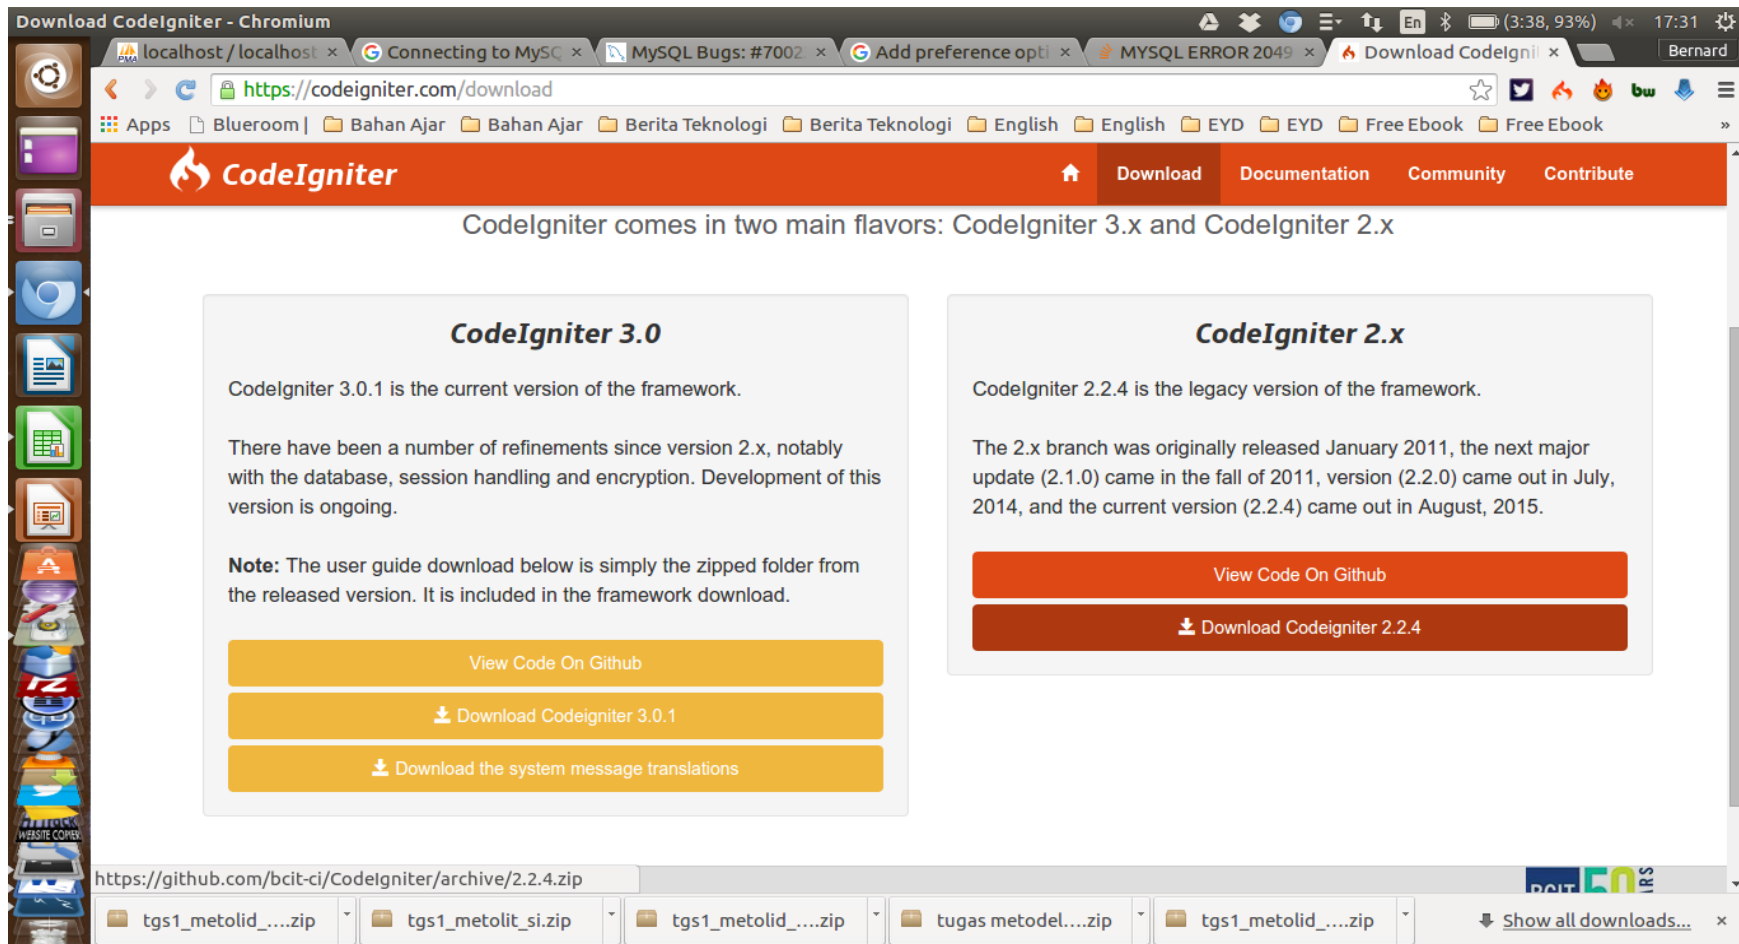 Download CodeIgniter - Chromium
En (3:38, 93%) 17:31
localhost / localhost × Connecting to MySQ × MySQL Bugs: #7002 × Add preference opti × MYSQL ERROR 2049 × Download CodeIgni × Bernard
https://codeigniter.com/download
bw
Apps Blueroom | Bahan Ajar Bahan Ajar Berita Teknologi Berita Teknologi English English EYD EYD Free Ebook Free Ebook »
CodeIgniter Download Documentation Community Contribute
CodeIgniter comes in two main flavors: CodeIgniter 3.x and CodeIgniter 2.x
CodeIgniter 3.0
CodeIgniter 3.0.1 is the current version of the framework.
There have been a number of refinements since version 2.x, notably
with the database, session handling and encryption. Development of this
version is ongoing.
Note: The user guide download below is simply the zipped folder from
the released version. It is included in the framework download.
View Code On Github
Download Codeigniter 3.0.1
Download the system message translations
CodeIgniter 2.x
CodeIgniter 2.2.4 is the legacy version of the framework.
The 2.x branch was originally released January 2011, the next major
update (2.1.0) came in the fall of 2011, version (2.2.0) came out in July,
2014, and the current version (2.2.4) came out in August, 2015.
View Code On Github
Download Codeigniter 2.2.4
WEBSITE COPIER
https://github.com/bcit-ci/CodeIgniter/archive/2.2.4.zip
BCIT 50 YEARS
tgs1_metolid_....zip tgs1_metolit_si.zip tgs1_metolid_....zip tugas metodel....zip tgs1_metolid_....zip Show all downloads... ×